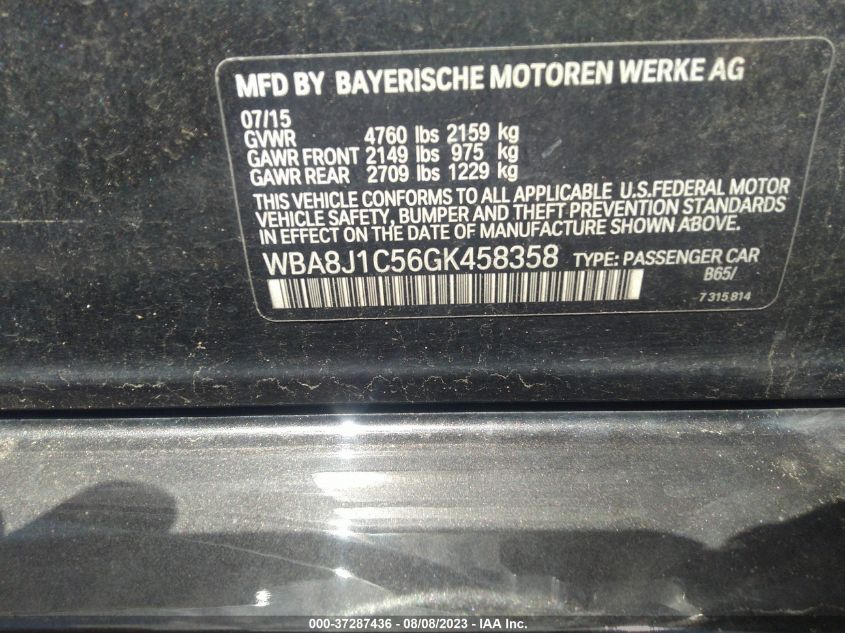 MFD BY BAYERISCHE MOTOREN WERKE AG
07/15
GVWR 4760 lbs 2159 kg
GAWR FRONT 2149 lbs 975 kg
GAWR REAR 2709 lbs 1229 kg
THIS VEHICLE CONFORMS TO ALL APPLICABLE U.S.FEDERAL MOTOR
VEHICLE SAFETY, BUMPER AND THEFT PREVENTION STANDARDS
IN EFFECT ON THE DATE OF MANUFACTURE SHOWN ABOVE.
WBA8J1C56GK458358 TYPE: PASSENGER CAR
B65/
7 315 814
000-37287436 - 08/08/2023 - IAA Inc.